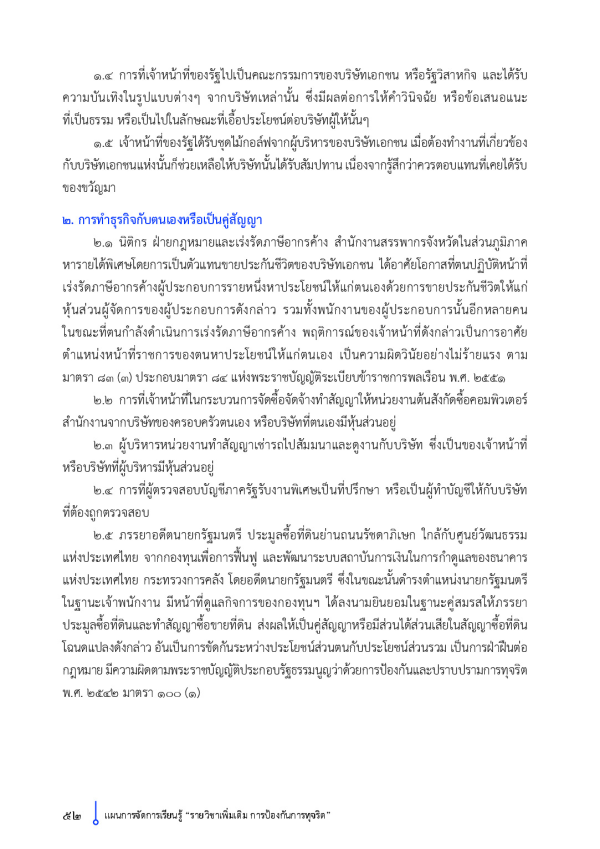 ๑.๔ การที่เจ้าหน้าที่ของรัฐไปเป็นคณะกรรมการของบริษัทเอกชน หรือรัฐวิสาหกิจ และได้รับ
ความบันเทิงในรูปแบบต่างๆ จากบริษัทเหล่านั้น ซึ่งมีผลต่อการให้คำวินิจฉัย หรือข้อเสนอแนะ
ที่เป็นธรรม หรือเป็นไปในลักษณะที่เอื้อประโยชน์ต่อบริษัทผู้ให้นั้นๆ
๑.๕ เจ้าหน้าที่ของรัฐได้รับชุดไม้กอล์ฟจากผู้บริหารของบริษัทเอกชน เมื่อต้องทำงานที่เกี่ยวข้อง
กับบริษัทเอกชนแห่งนั้นก็ช่วยเหลือให้บริษัทนั้นได้รับสัมปทาน เนื่องจากรู้สึกว่าควรตอบแทนที่เคยได้รับ
ของขวัญมา
๒. การทำธุรกิจกับตนเองหรือเป็นคู่สัญญา
๒.๑ นิติกร ฝ่ายกฎหมายและเร่งรัดภาษีอากรค้าง สำนักงานสรรพากรจังหวัดในส่วนภูมิภาค
หารายได้พิเศษโดยการเป็นตัวแทนขายประกันชีวิตของบริษัทเอกชน ได้อาศัยโอกาสที่ตนปฏิบัติหน้าที่
เร่งรัดภาษีอากรค้างผู้ประกอบการรายหนึ่งหาประโยชน์ให้แก่ตนเองด้วยการขายประกันชีวิตให้แก่
หุ้นส่วนผู้จัดการของผู้ประกอบการดังกล่าว รวมทั้งพนักงานของผู้ประกอบการนั้นอีกหลายคน
ในขณะที่ตนกำลังดำเนินการเร่งรัดภาษีอากรค้าง พฤติการณ์ของเจ้าหน้าที่ดังกล่าวเป็นการอาศัย
ตำแหน่งหน้าที่ราชการของตนหาประโยชน์ให้แก่ตนเอง เป็นความผิดวินัยอย่างไม่ร้ายแรง ตาม
มาตรา ๘๓ (๓) ประกอบมาตรา ๘๔ แห่งพระราชบัญญัติระเบียบข้าราชการพลเรือน พ.ศ. ๒๕๕๑
๒.๒ การที่เจ้าหน้าที่ในกระบวนการจัดซื้อจัดจ้างทำสัญญาให้หน่วยงานต้นสังกัดซื้อคอมพิวเตอร์
สำนักงานจากบริษัทของครอบครัวตนเอง หรือบริษัทที่ตนเองมีหุ้นส่วนอยู่
๒.๓ ผู้บริหารหน่วยงานทำสัญญาเช่ารถไปสัมมนาและดูงานกับบริษัท ซึ่งเป็นของเจ้าหน้าที่
หรือบริษัทที่ผู้บริหารมีหุ้นส่วนอยู่
๒.๔ การที่ผู้ตรวจสอบบัญชีภาครัฐรับงานพิเศษเป็นที่ปรึกษา หรือเป็นผู้ทำบัญชีให้กับบริษัท
ที่ต้องถูกตรวจสอบ
๒.๕ ภรรยาอดีตนายกรัฐมนตรี ประมูลซื้อที่ดินย่านถนนรัชดาภิเษก ใกล้กับศูนย์วัฒนธรรม
แห่งประเทศไทย จากกองทุนเพื่อการฟื้นฟู และพัฒนาระบบสถาบันการเงินในการกำดูแลของธนาคาร
แห่งประเทศไทย กระทรวงการคลัง โดยอดีตนายกรัฐมนตรี ซึ่งในขณะนั้นดำรงตำแหน่งนายกรัฐมนตรี
ในฐานะเจ้าพนักงาน มีหน้าที่ดูแลกิจการของกองทุนฯ ได้ลงนามยินยอมในฐานะคู่สมรสให้ภรรยา
ประมูลซื้อที่ดินและทำสัญญาซื้อขายที่ดิน ส่งผลให้เป็นคู่สัญญาหรือมีส่วนได้ส่วนเสียในสัญญาซื้อที่ดิน
โฉนดแปลงดังกล่าว อันเป็นการขัดกันระหว่างประโยชน์ส่วนตนกับประโยชน์ส่วนรวม เป็นการฝ่าฝืนต่อ
กฎหมาย มีความผิดตามพระราชบัญญัติประกอบรัฐธรรมนูญว่าด้วยการป้องกันและปราบปรามการทุจริต
พ.ศ. ๒๕๔๒ มาตรา ๑๐๐ (๑)
๕๒ แผนการจัดการเรียนรู้ “รายวิชาเพิ่มเติม การป้องกันการทุจริต”